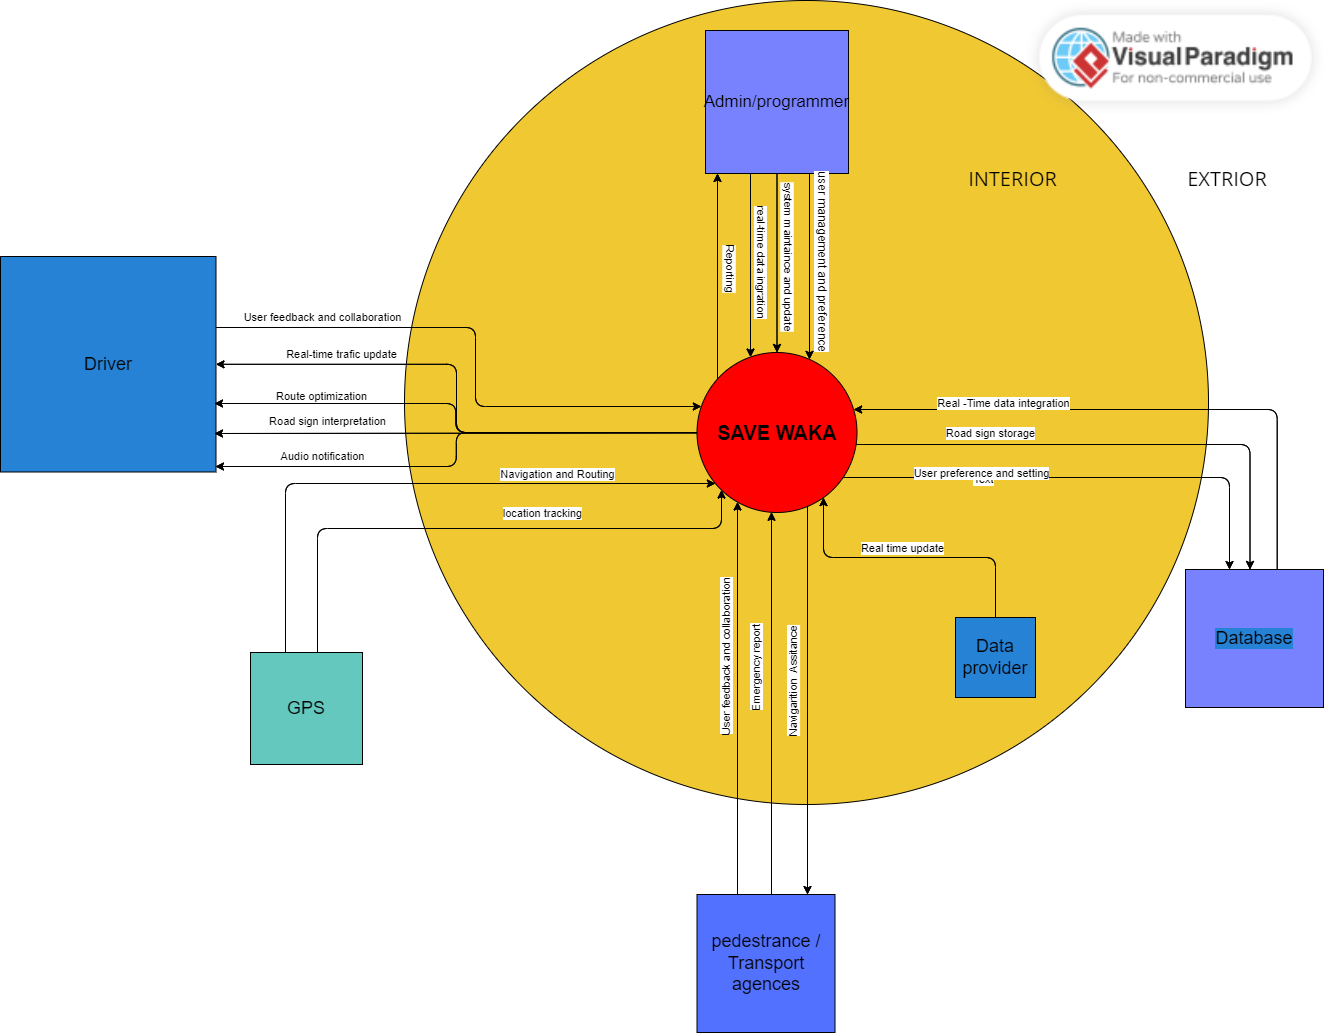 Made with
Visual Paradigm
For non-commercial use
Admin/programmer
INTERIOR
EXTRIOR
Reporting
real-time data ingration
system maintaince and update
user management and preference
Driver
User feedback and collaboration
Real-time trafic update
Route optimization
Road sign interpretation
Audio notification
SAVE WAKA
Real -Time data integration
Road sign storage
User preference and setting
Text
Navigation and Routing
location tracking
Real time update
User feedback and collaboration
Emergency report
Navigarition Assitance
Data
provider
Database
GPS
pedestrance /
Transport
agences